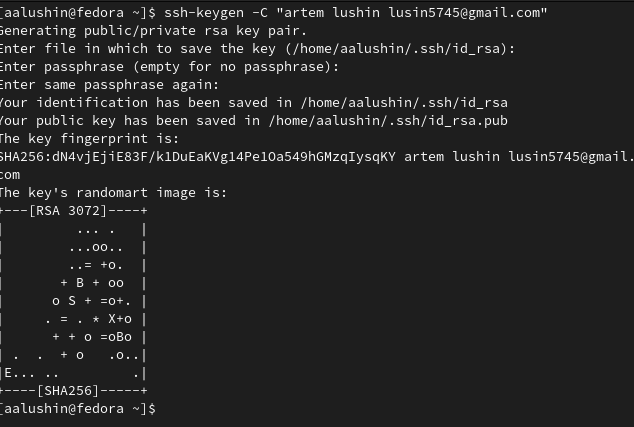 [aalushin@fedora ~]$ ssh-keygen -C "artem lushin lusin5745@gmail.com"
Generating public/private rsa key pair.
Enter file in which to save the key (/home/aalushin/.ssh/id_rsa):
Enter passphrase (empty for no passphrase):
Enter same passphrase again:
Your identification has been saved in /home/aalushin/.ssh/id_rsa
Your public key has been saved in /home/aalushin/.ssh/id_rsa.pub
The key fingerprint is:
SHA256:dN4vjEjiE83F/k1DuEaKVg14Pe1Oa549hGMzqIysqKY artem lushin lusin5745@gmail.
com
The key's randomart image is:
+---[RSA 3072]----+
|         ... .   |
|        ...oo..  |
|        ..= +o.  |
|       + B + oo  |
|      o S + =o+. |
|     . = . * X+o |
|      + + o =oBo |
| .  .  + o   .o..|
|E... ..         .|
+----[SHA256]-----+
[aalushin@fedora ~]$